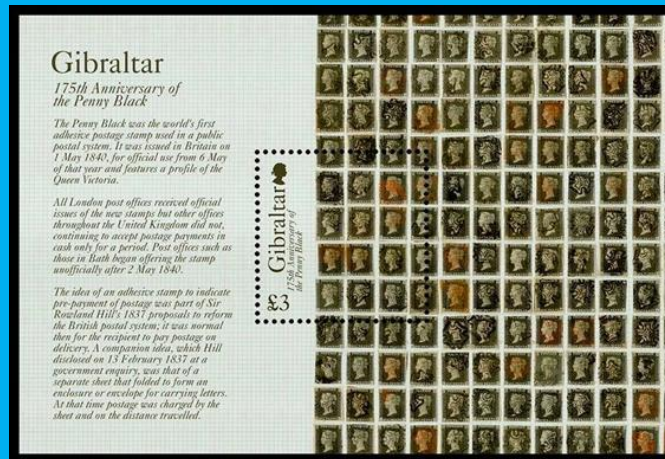 Gibraltar
175th Anniversary of
the Penny Black
The Penny Black was the world's first
adhesive postage stamp used in a public
postal system. It was issued in Britain on
1 May 1840, for official use from 6 May
of that year and features a profile of the
Queen Victoria.
All London post offices received official
issues of the new stamps but other offices
throughout the United Kingdom did not,
continuing to accept postage payments in
cash only for a period. Post offices such as
those in Bath began offering the stamp
unofficially after 2 May 1840.
The idea of an adhesive stamp to indicate
pre-payment of postage was part of Sir
Rowland Hill's 1837 proposals to reform
the British postal system; it was normal
then for the recipient to pay postage on
delivery. A companion idea, which Hill
disclosed on 13 February 1837 at a
government enquiry, was that of a
separate sheet that folded to form an
enclosure or envelope for carrying letters.
At that time postage was charged by the
sheet and on the distance travelled.
Gibraltar
175th Anniversary of
the Penny Black
£3